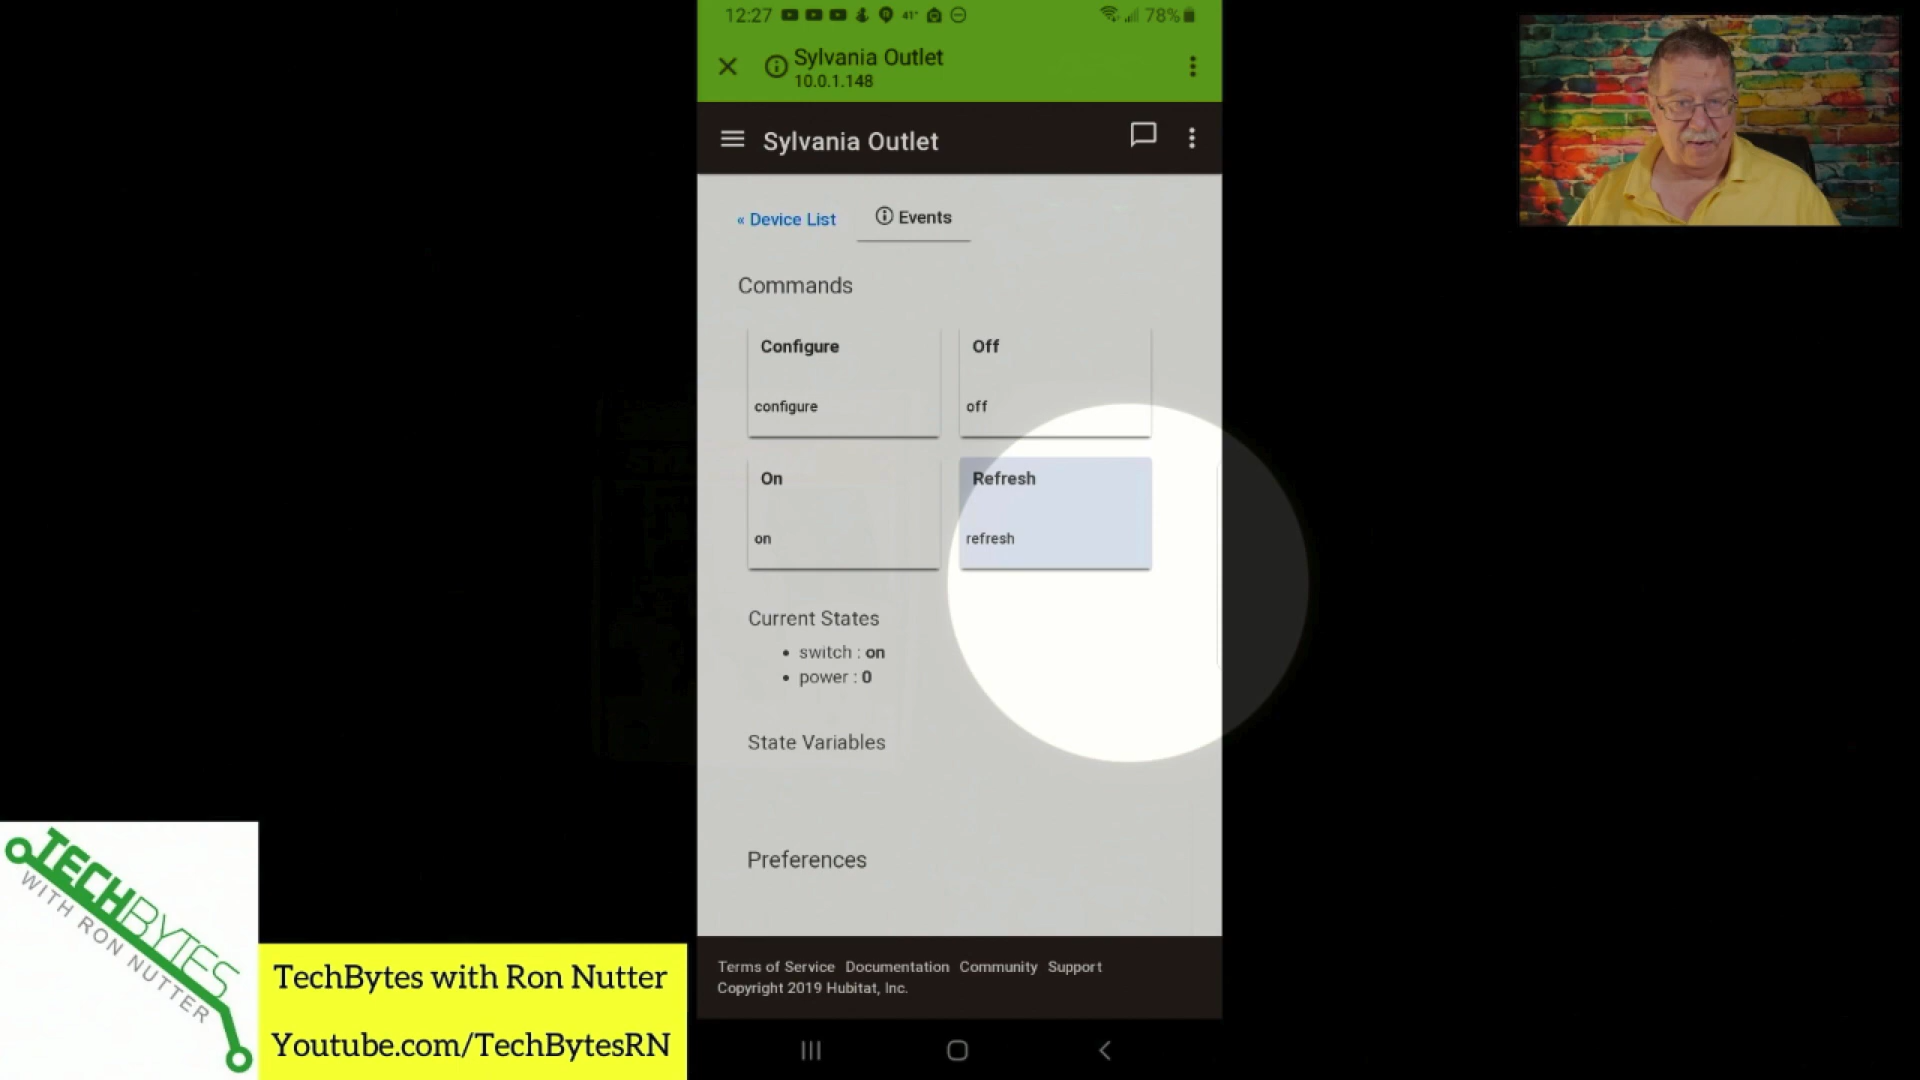 12:27
41°
78%
Sylvania Outlet
10.0.1.148
Sylvania Outlet
« Device List
Events
Commands
Configure
configure
Off
off
On
on
Refresh
refresh
Current States
switch : on
power : 0
State Variables
Preferences
Terms of Service Documentation Community Support
Copyright 2019 Hubitat, Inc.
TECHBYTES
WITH RON NUTTER
TechBytes with Ron Nutter
Youtube.com/TechBytesRN